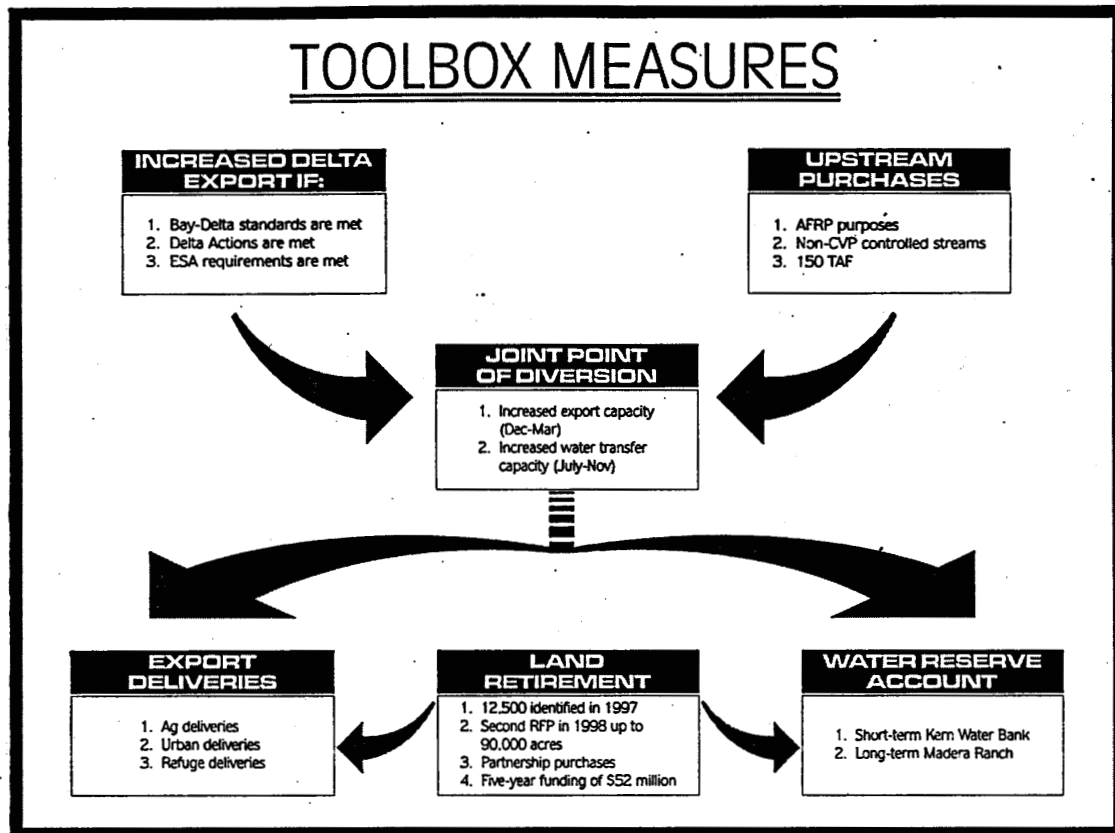 TOOLBOX MEASURES
INCREASED DELTA
EXPORT IF:
1. Bay-Delta standards are met
2. Delta Actions are met
3. ESA requirements are met
UPSTREAM
PURCHASES
1. AFRP purposes
2. Non-CVP controlled streams
3. 150 TAF
JOINT POINT
OF DIVERSION
1. Increased export capacity
(Dec-Mar)
2. Increased water transfer
capacity (July-Nov)
EXPORT
DELIVERIES
1. Ag deliveries
2. Urban deliveries
3. Refuge deliveries
LAND
RETIREMENT
1. 12,500 identified in 1997
2. Second RFP in 1998 up to
90,000 acres
3. Partnership purchases
4. Five-year funding of $52 million
WATER RESERVE
ACCOUNT
1. Short-term Kern Water Bank
2. Long-term Madera Ranch